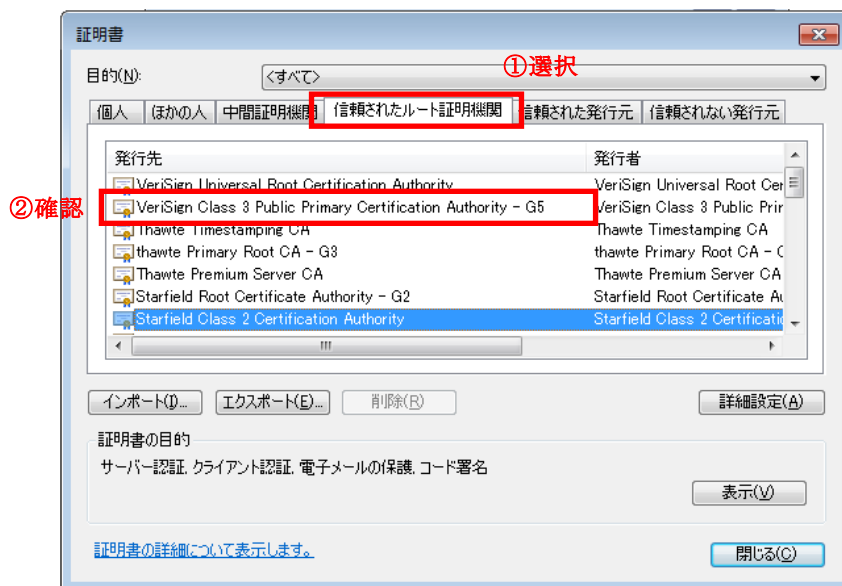 証明書
目的(N):
<すべて>
①選択
個人 ほかの人 中間証明機関 信頼されたルート証明機関 信頼された発行元 信頼されない発行元
発行先 発行者
VeriSign Universal Root Certification Authority VeriSign Universal Root Cer
②確認
VeriSign Class 3 Public Primary Certification Authority - G5 VeriSign Class 3 Public Prir
Thawte Timestamping CA Thawte Timestamping CA
thawte Primary Root CA - G3 thawte Primary Root CA - G
Thawte Premium Server CA Thawte Premium Server CA
Starfield Root Certificate Authority - G2 Starfield Root Certificate Au
Starfield Class 2 Certification Authority Starfield Class 2 Certificatio
インポート(I)... エクスポート(E)... 削除(R) 詳細設定(A)
証明書の目的
サーバー認証, クライアント認証, 電子メールの保護, コード署名
表示(V)
証明書の詳細について表示します。
閉じる(C)